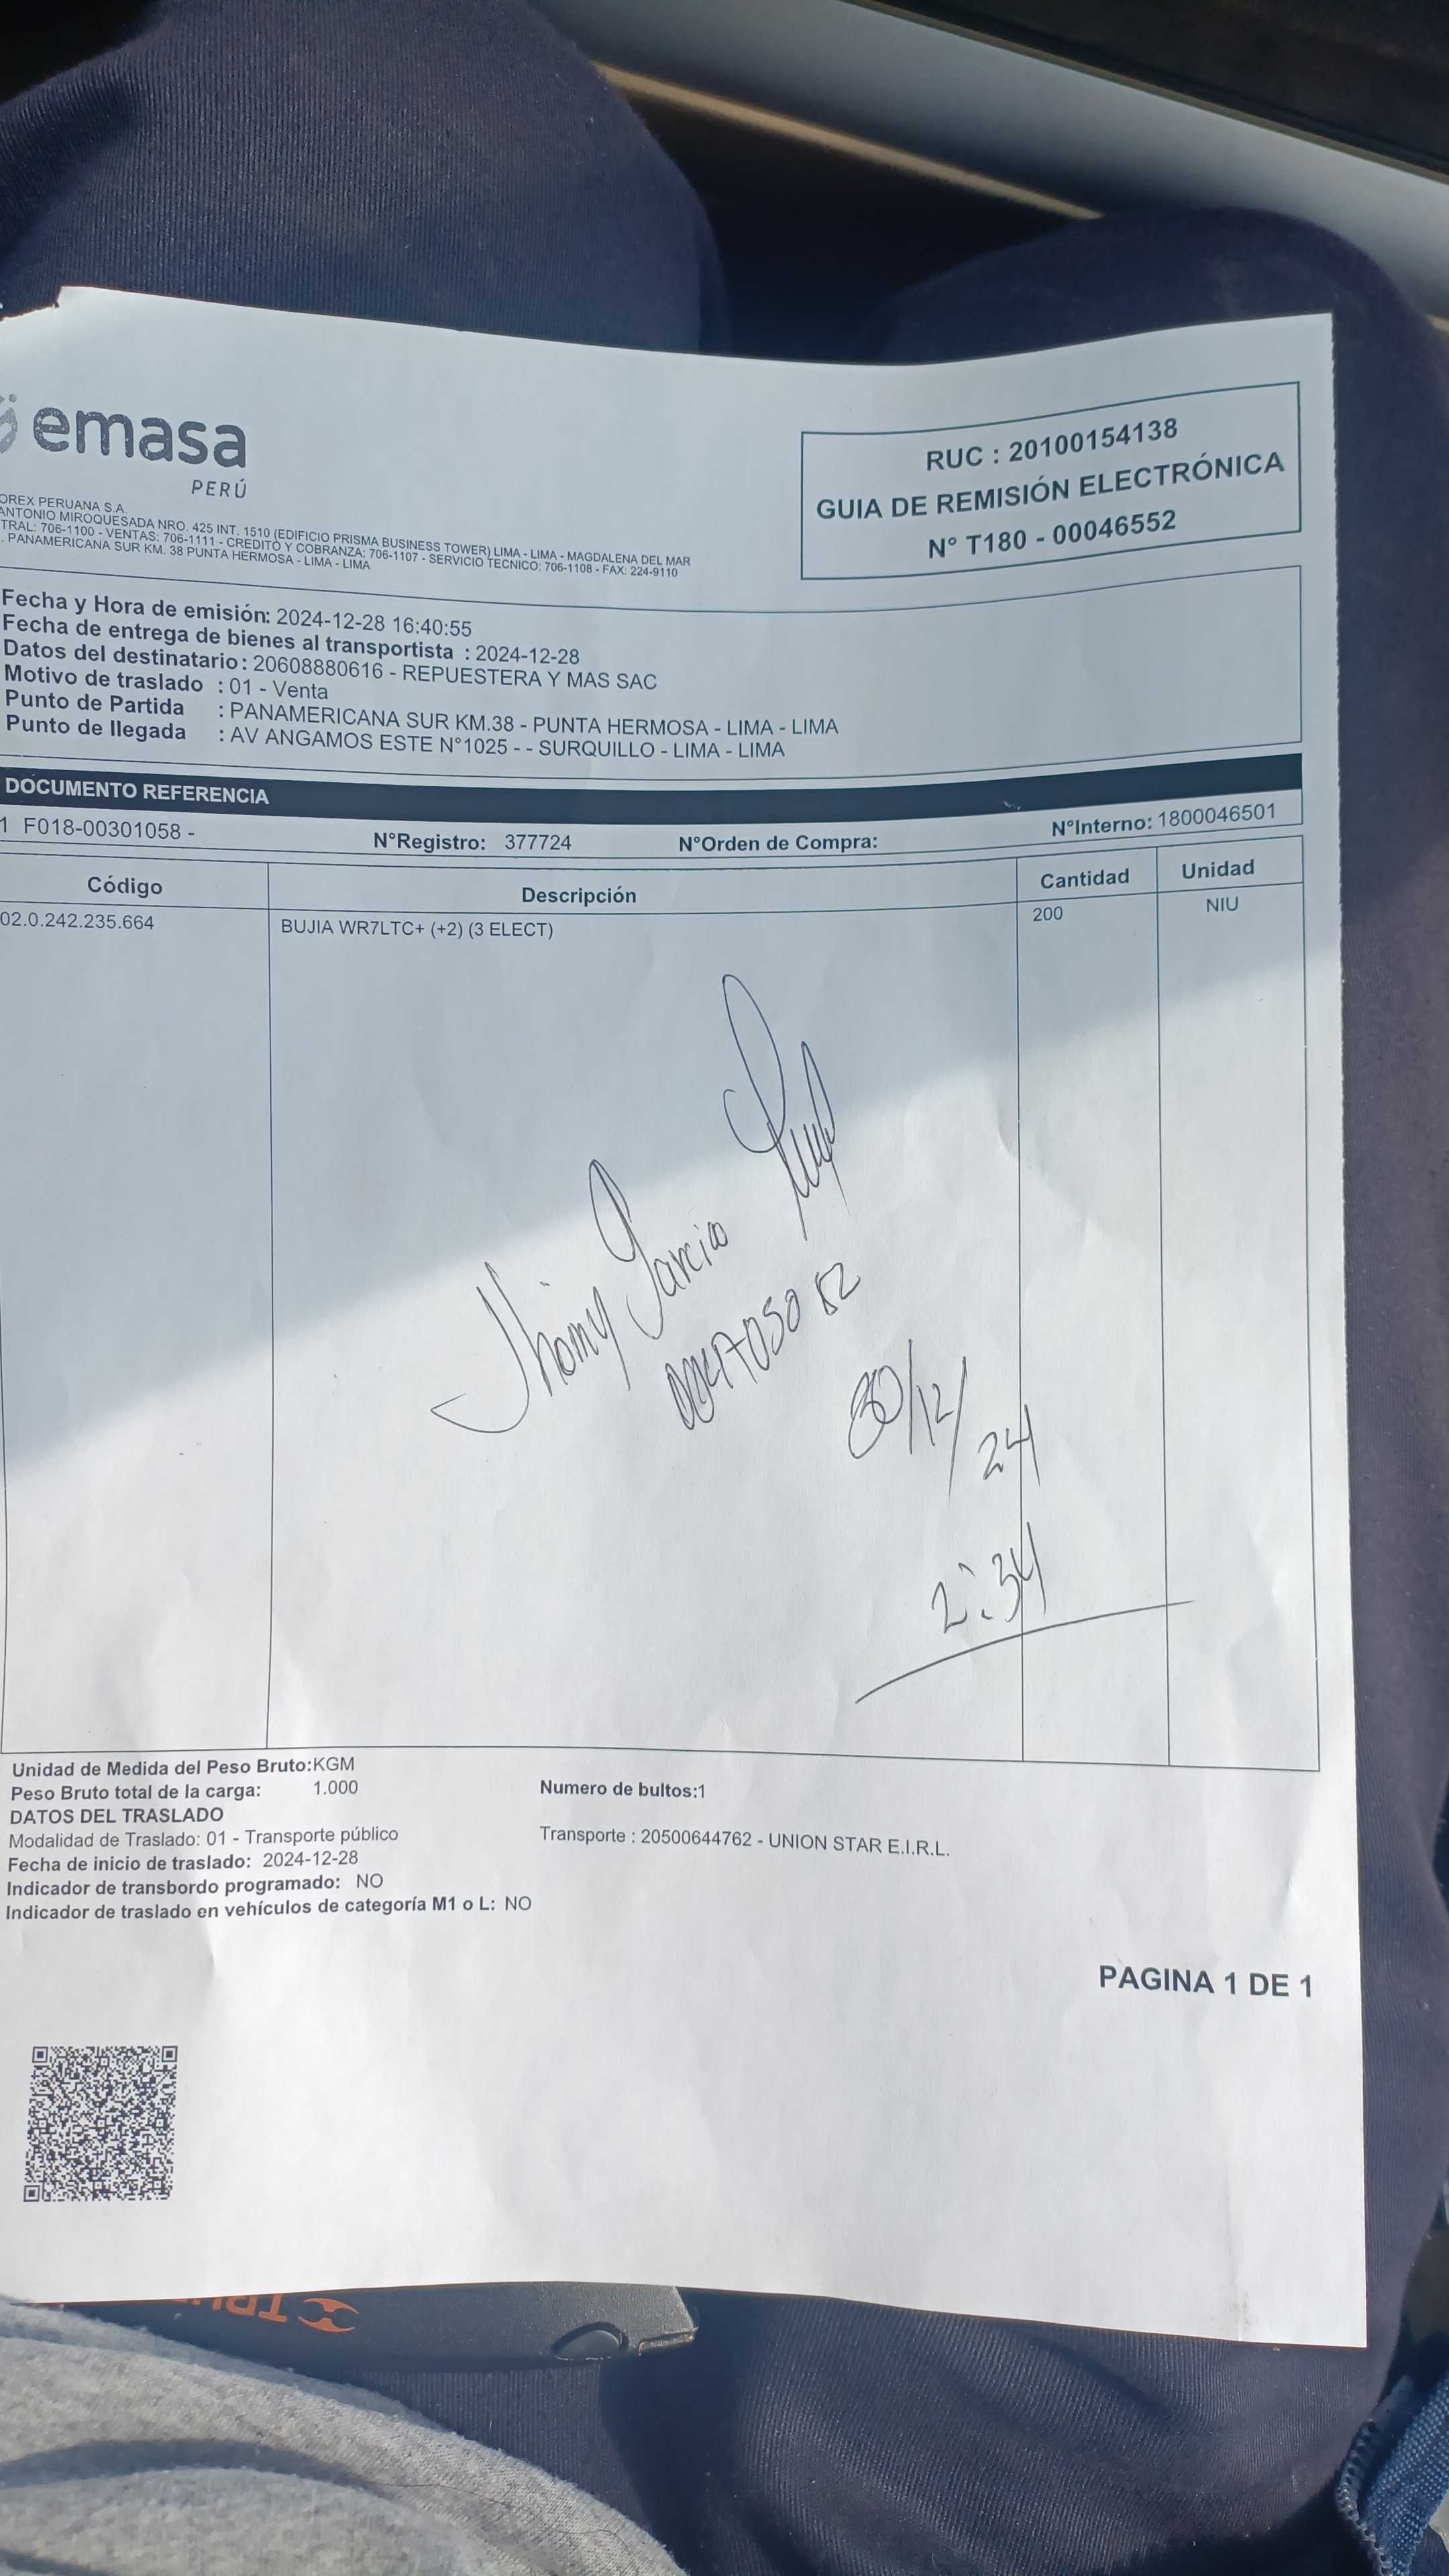 emasa
PERÚ
OREX PERUANA S.A.
ANTONIO MIROQUESADA NRO. 425 INT. 1510 (EDIFICIO PRISMA BUSINESS TOWER) LIMA - LIMA - MAGDALENA DEL MAR
TRAL: 706-1100 - VENTAS: 706-1111 - CREDITO Y COBRANZA: 706-1107 - SERVICIO TECNICO: 706-1108 - FAX: 224-9110
. PANAMERICANA SUR KM. 38 PUNTA HERMOSA - LIMA - LIMA
RUC : 20100154138
GUIA DE REMISIÓN ELECTRÓNICA
N° T180 - 00046552
Fecha y Hora de emisión: 2024-12-28 16:40:55
Fecha de entrega de bienes al transportista : 2024-12-28
Datos del destinatario : 20608880616 - REPUESTERA Y MAS SAC
Motivo de traslado : 01 - Venta
Punto de Partida : PANAMERICANA SUR KM.38 - PUNTA HERMOSA - LIMA - LIMA
Punto de llegada : AV ANGAMOS ESTE N°1025 - - SURQUILLO - LIMA - LIMA
DOCUMENTO REFERENCIA
1 F018-00301058 - N°Registro: 377724 N°Orden de Compra: N°Interno: 1800046501
Código Descripción Cantidad Unidad
02.0.242.235.664 BUJIA WR7LTC+ (+2) (3 ELECT) 200 NIU
Jhomy Garcia
30/12/24
2:34
Unidad de Medida del Peso Bruto:KGM
Peso Bruto total de la carga: 1.000 Numero de bultos:1
DATOS DEL TRASLADO
Modalidad de Traslado: 01 - Transporte público Transporte : 20500644762 - UNION STAR E.I.R.L.
Fecha de inicio de traslado: 2024-12-28
Indicador de transbordo programado: NO
Indicador de traslado en vehículos de categoría M1 o L: NO
PAGINA 1 DE 1